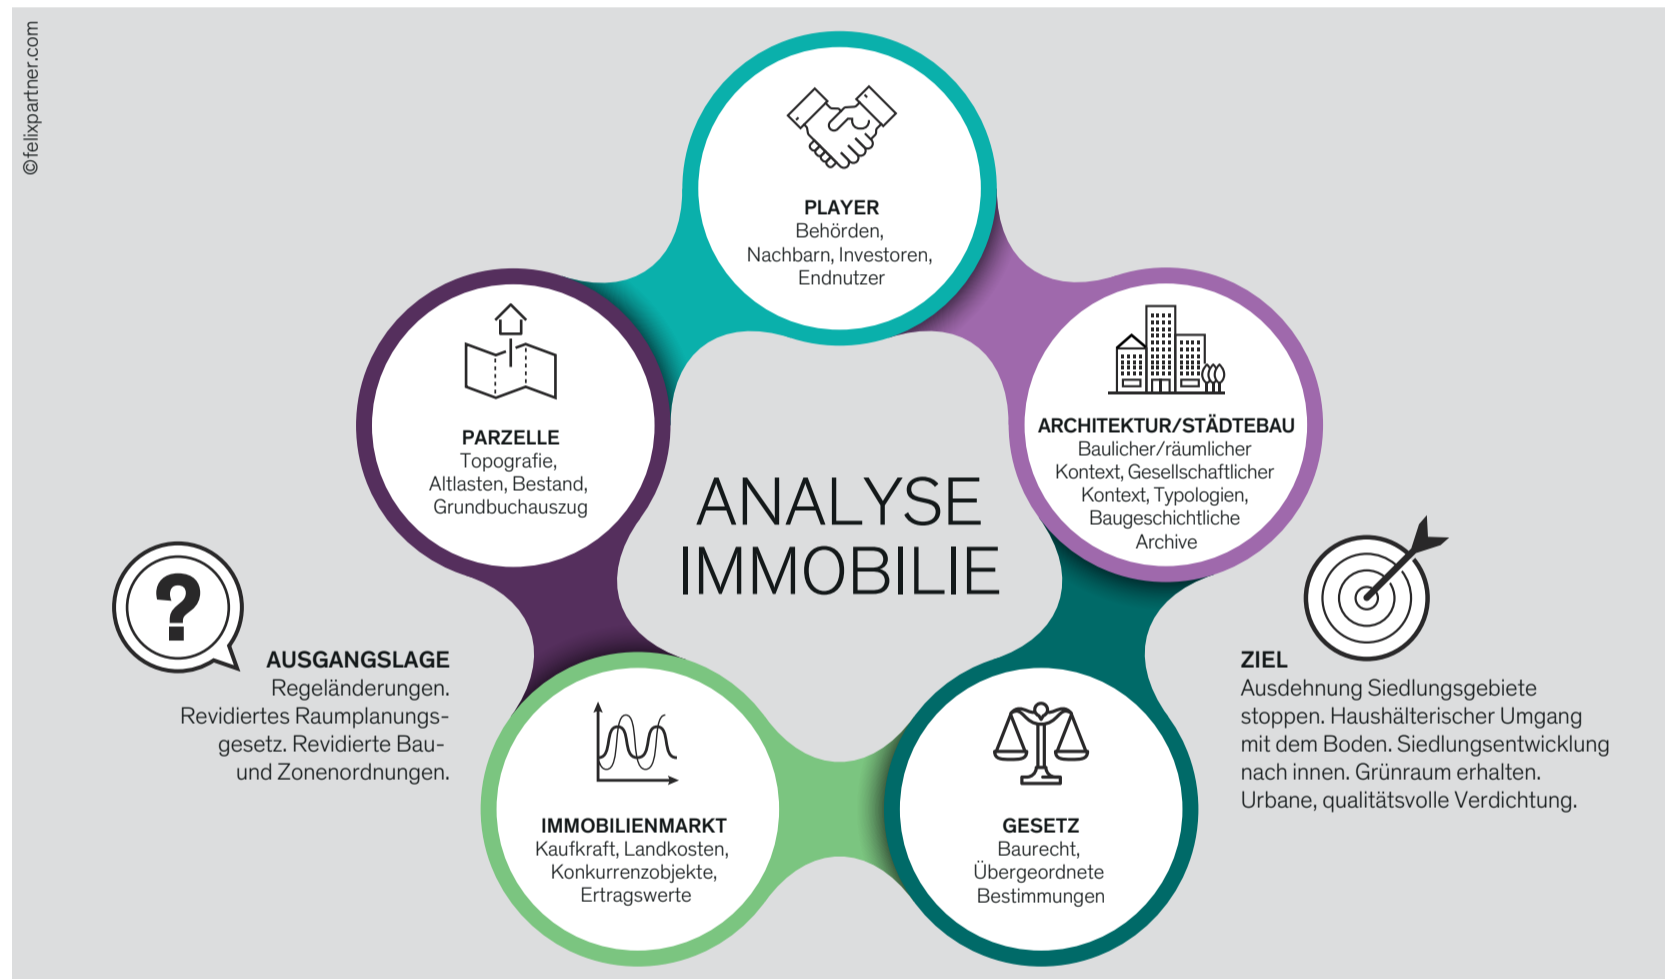 ©felixpartner.com
PLAYER
Behörden,
Nachbarn, Investoren,
Endnutzer
PARZELLE
Topografie,
Altlasten, Bestand,
Grundbuchauszug
ARCHITEKTUR/STÄDTEBAU
Baulicher/räumlicher
Kontext, Gesellschaftlicher
Kontext, Typologien,
Baugeschichtliche
Archive
ANALYSE
IMMOBILIE
?
AUSGANGSLAGE
Regeländerungen.
Revidiertes Raumplanungs-
gesetz. Revidierte Bau-
und Zonenordnungen.
ZIEL
Ausdehnung Siedlungsgebiete
stoppen. Haushälterischer Umgang
mit dem Boden. Siedlungsentwicklung
nach innen. Grünraum erhalten.
Urbane, qualitätsvolle Verdichtung.
IMMOBILIENMARKT
Kaufkraft, Landkosten,
Konkurrenzobjekte,
Ertragswerte
GESETZ
Baurecht,
Übergeordnete
Bestimmungen